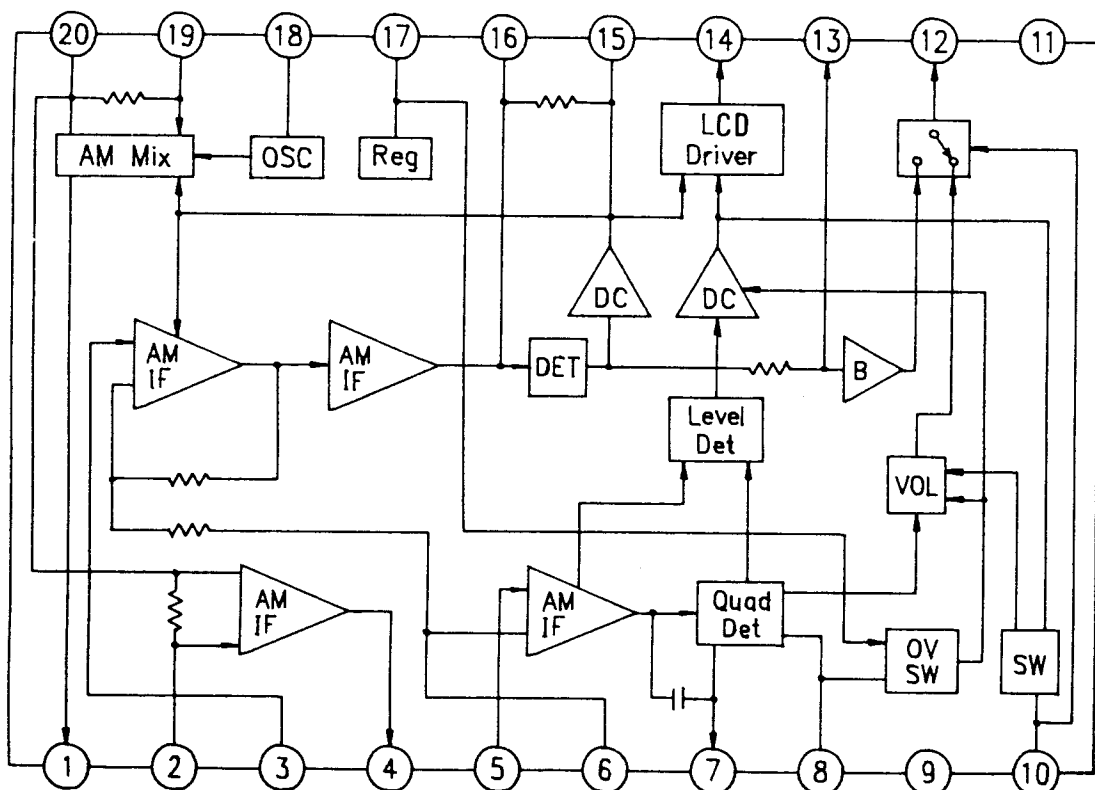 20 19 18 17 16 15 14 13 12 11
LCD
Driver
AM Mix
OSC
Reg
DC
DC
AM
IF
AM
IF
DET
B
Level
Det
VOL
AM
IF
AM
IF
Quad
Det
OV
SW
SW
1 2 3 4 5 6 7 8 9 10